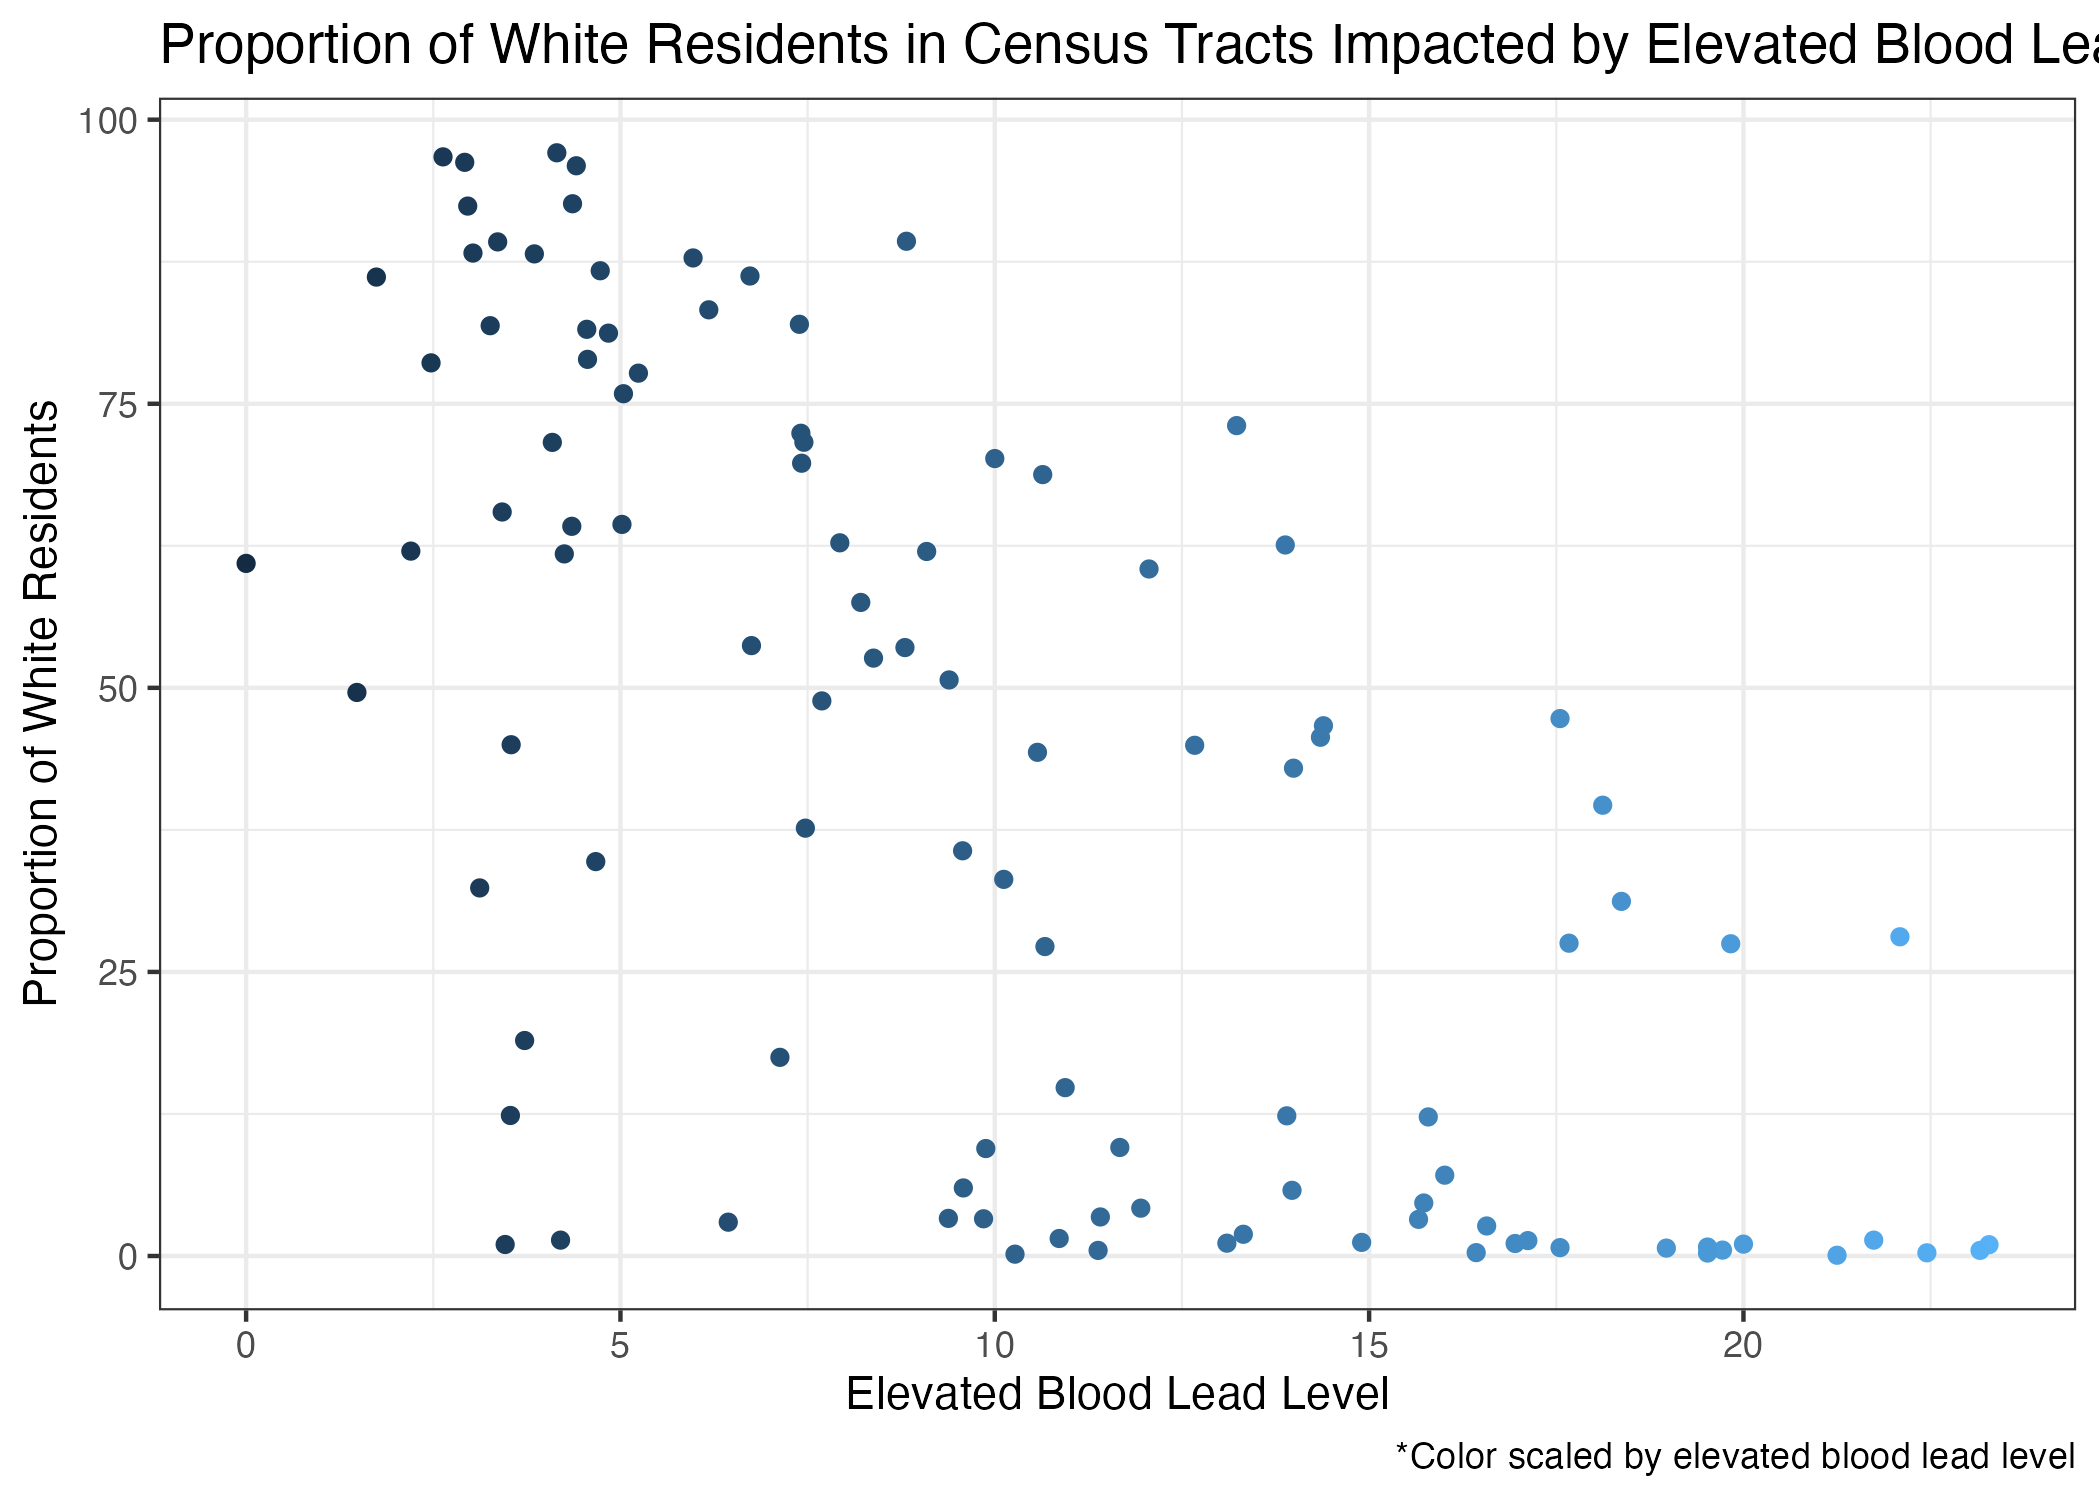 Proportion of White Residents in Census Tracts Impacted by Elevated Blood
100
75
50
25
0
Proportion of White Residents
0 5 10 15 20
Elevated Blood Lead Level
*Color scaled by elevated blood lead level